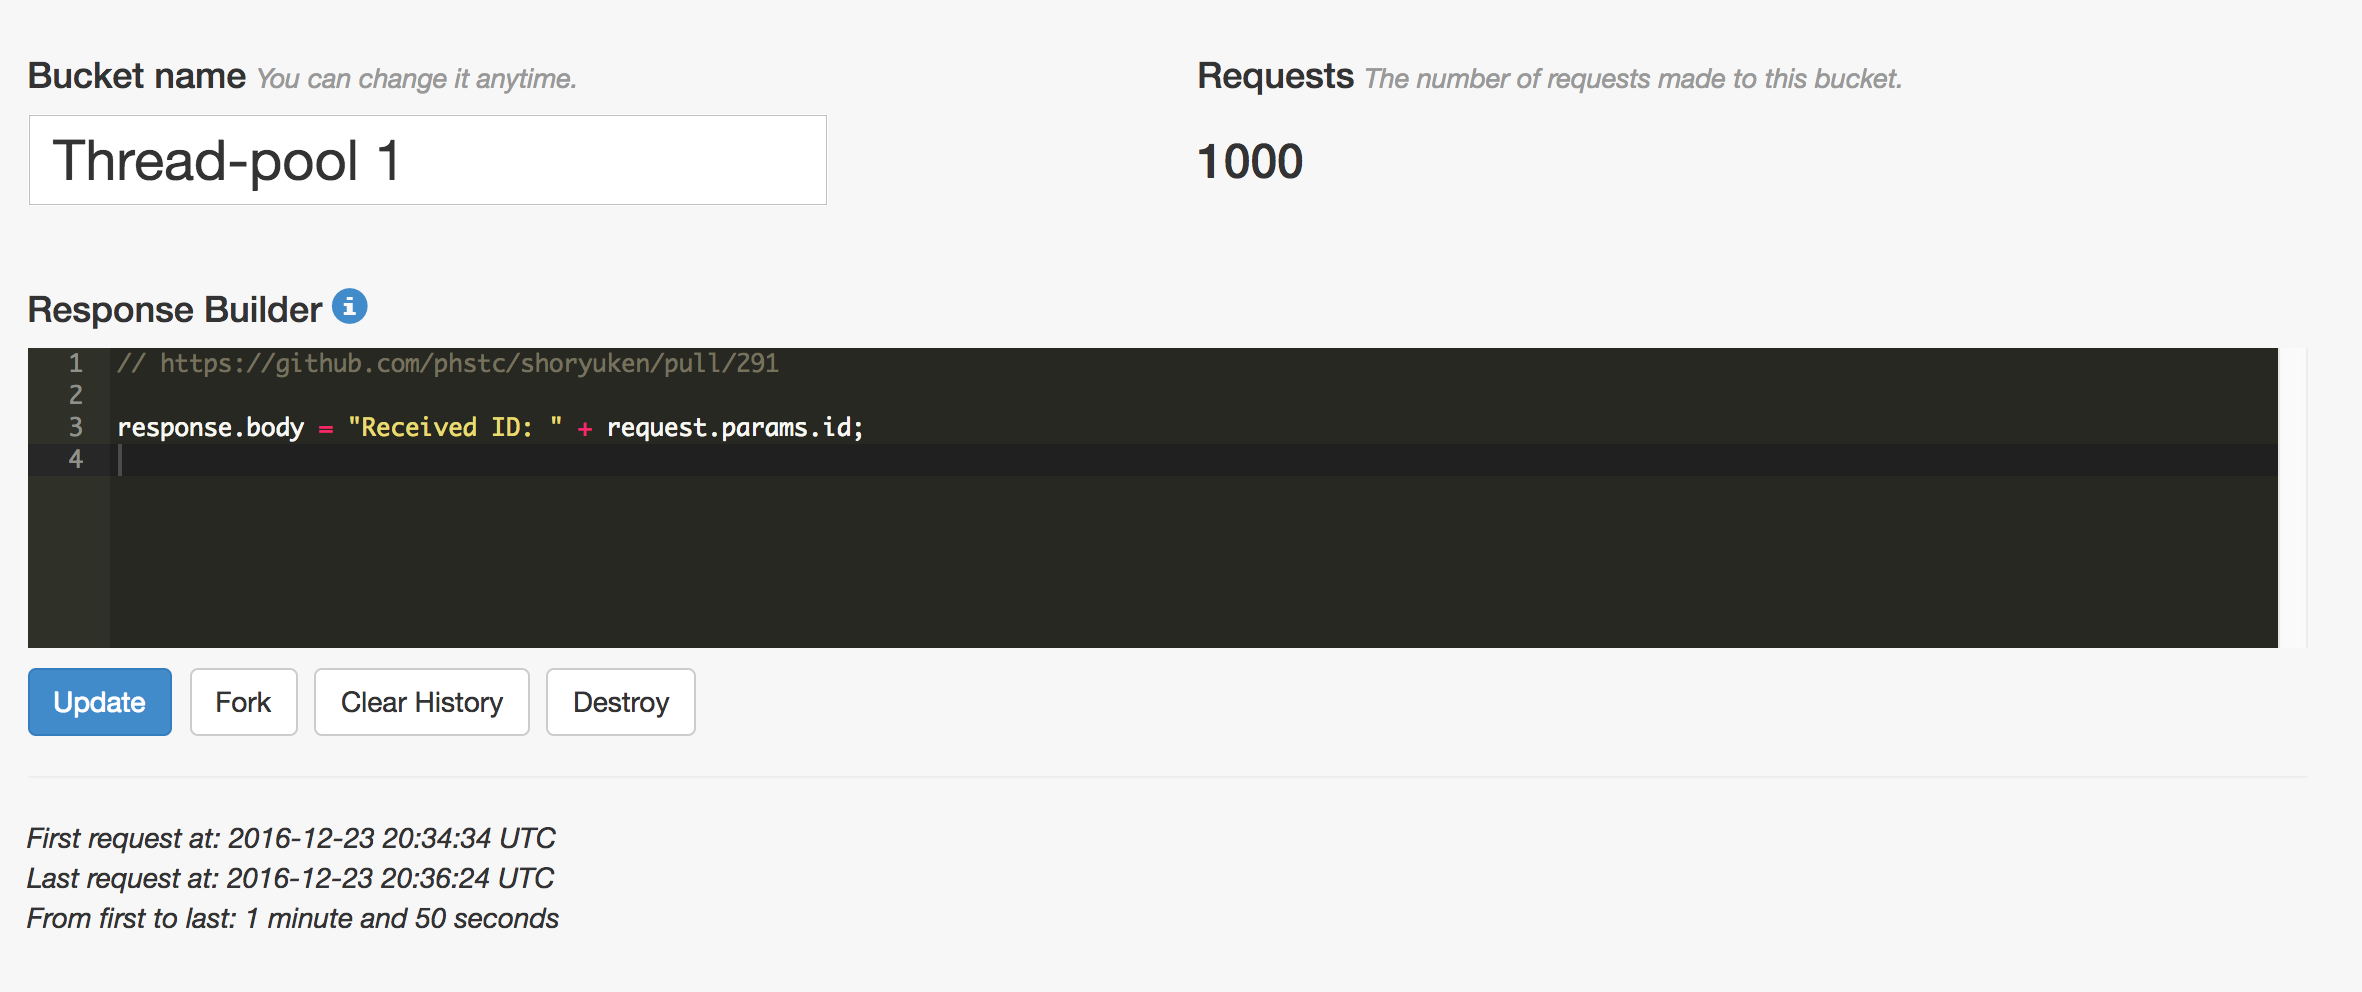 Bucket name You can change it anytime.
Requests The number of requests made to this bucket.
Thread-pool 1
1000
Response Builder
1 // https://github.com/phstc/shoryuken/pull/291
2
3 response.body = "Received ID: " + request.params.id;
4
Update Fork Clear History Destroy
First request at: 2016-12-23 20:34:34 UTC
Last request at: 2016-12-23 20:36:24 UTC
From first to last: 1 minute and 50 seconds